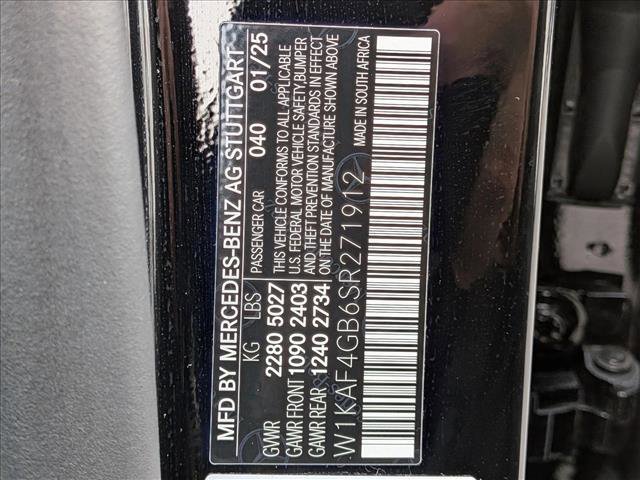 MFD BY MERCEDES-BENZ AG STUTTGART
KG LBS PASSENGER CAR 040 01/25
GVWR 2280 5027 THIS VEHICLE CONFORMS TO ALL APPLICABLE
GAWR FRONT 1090 2403 U.S. FEDERAL MOTOR VEHICLE SAFETY, BUMPER
GAWR REAR 1240 2734 AND THEFT PREVENTION STANDARDS IN EFFECT
ON THE DATE OF MANUFACTURE SHOWN ABOVE
W1KAF4GB6SR271912 MADE IN SOUTH AFRICA